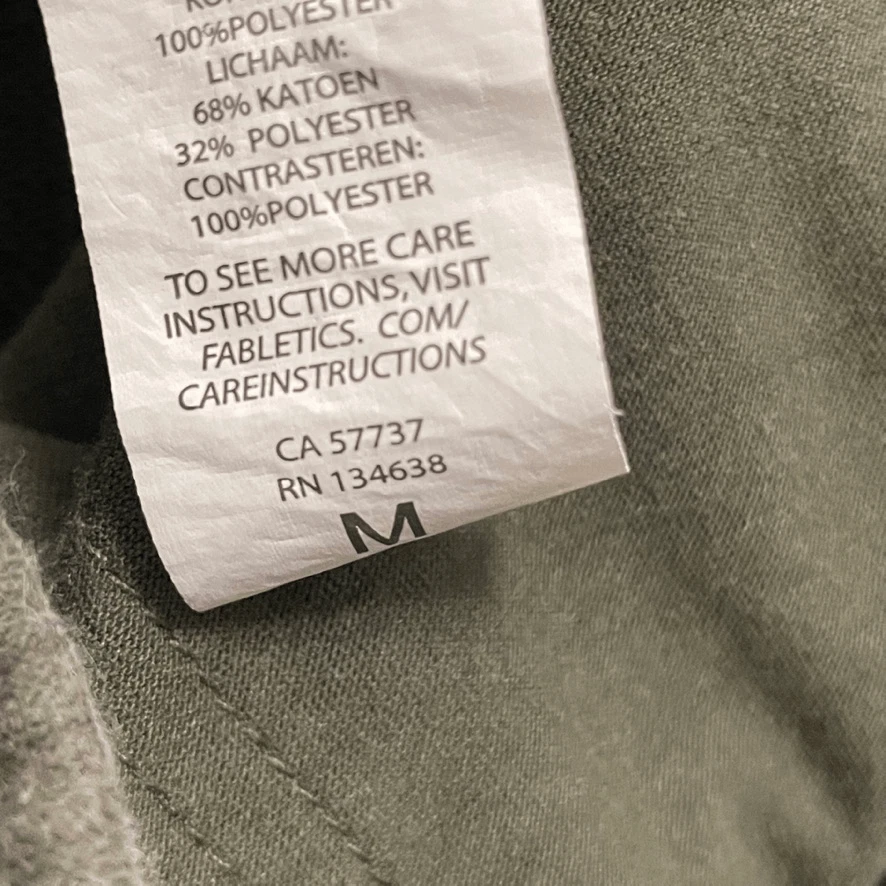 100%POLYESTER
LICHAAM:
68% KATOEN
32% POLYESTER
CONTRASTEREN:
100%POLYESTER
TO SEE MORE CARE
INSTRUCTIONS, VISIT
FABLETICS. COM/
CAREINSTRUCTIONS
CA 57737
RN 134638
M